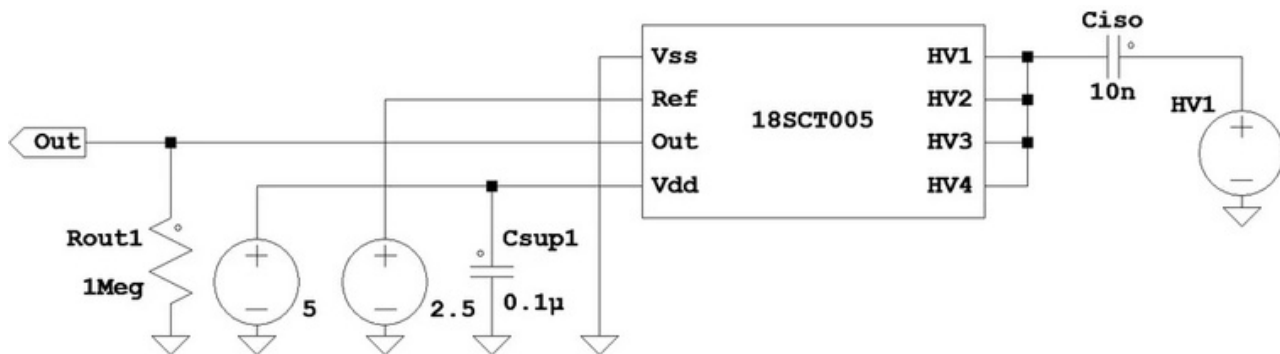 Ciso
Vss
HV1
Ref
HV2
10n
HV1
18SCT005
Out
Out
HV3
Vdd
HV4
Rout1
Csup1
1Meg
5
2.5
0.1µ